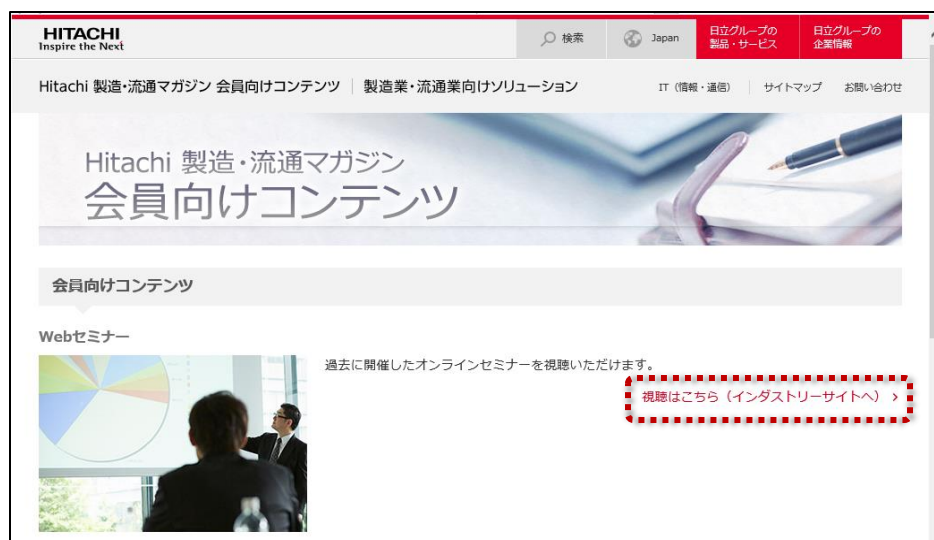 HITACHI
Inspire the Next
検索
Japan
日立グループの
製品・サービス
日立グループの
企業情報
Hitachi 製造・流通マガジン 会員向けコンテンツ
製造業・流通業向けソリューション
IT（情報・通信）
サイトマップ
お問い合わせ
Hitachi 製造・流通マガジン
会員向けコンテンツ
会員向けコンテンツ
Webセミナー
過去に開催したオンラインセミナーを視聴いただけます。
視聴はこちら（インダストリーサイトへ）